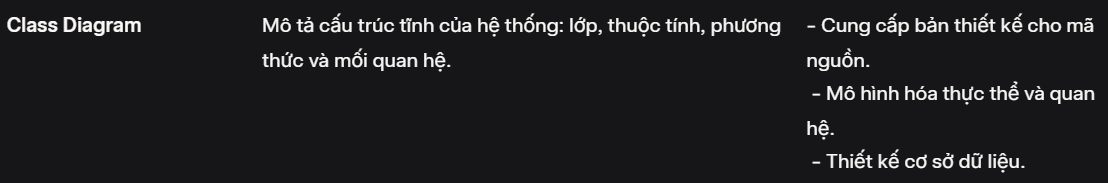 Class Diagram
Mô tả cấu trúc tĩnh của hệ thống: lớp, thuộc tính, phương
thức và mối quan hệ.
- Cung cấp bản thiết kế cho mã
nguồn.
- Mô hình hóa thực thể và quan
hệ.
- Thiết kế cơ sở dữ liệu.